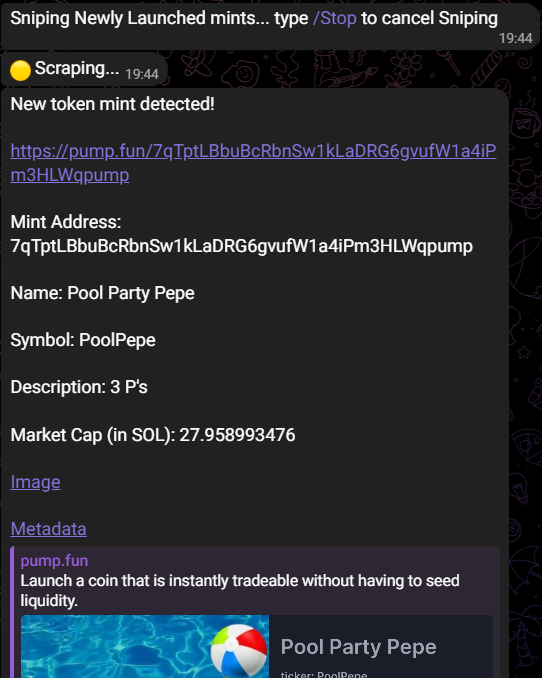 Sniping Newly Launched mints... type /Stop to cancel Sniping
19:44
Scraping... 19:44
New token mint detected!
https://pump.fun/7qTptLBbuBcRbnSw1kLaDRG6gvufW1a4iP
m3HLWqpump
Mint Address:
7qTptLBbuBcRbnSw1kLaDRG6gvufW1a4iPm3HLWqpump
Name: Pool Party Pepe
Symbol: PoolPepe
Description: 3 P's
Market Cap (in SOL): 27.958993476
Image
Metadata
pump.fun
Launch a coin that is instantly tradeable without having to seed
liquidity.
Pool Party Pepe
ticker: PoolPepe